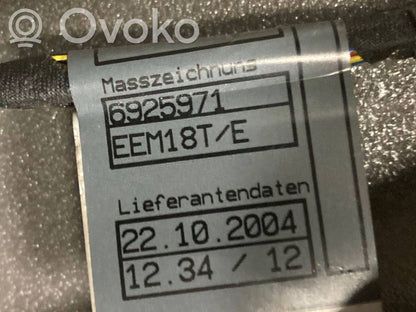 Ovoko
Masszeichnung
6925971
EEM18T/E
Lieferantendaten
22.10.2004
12.34 / 12